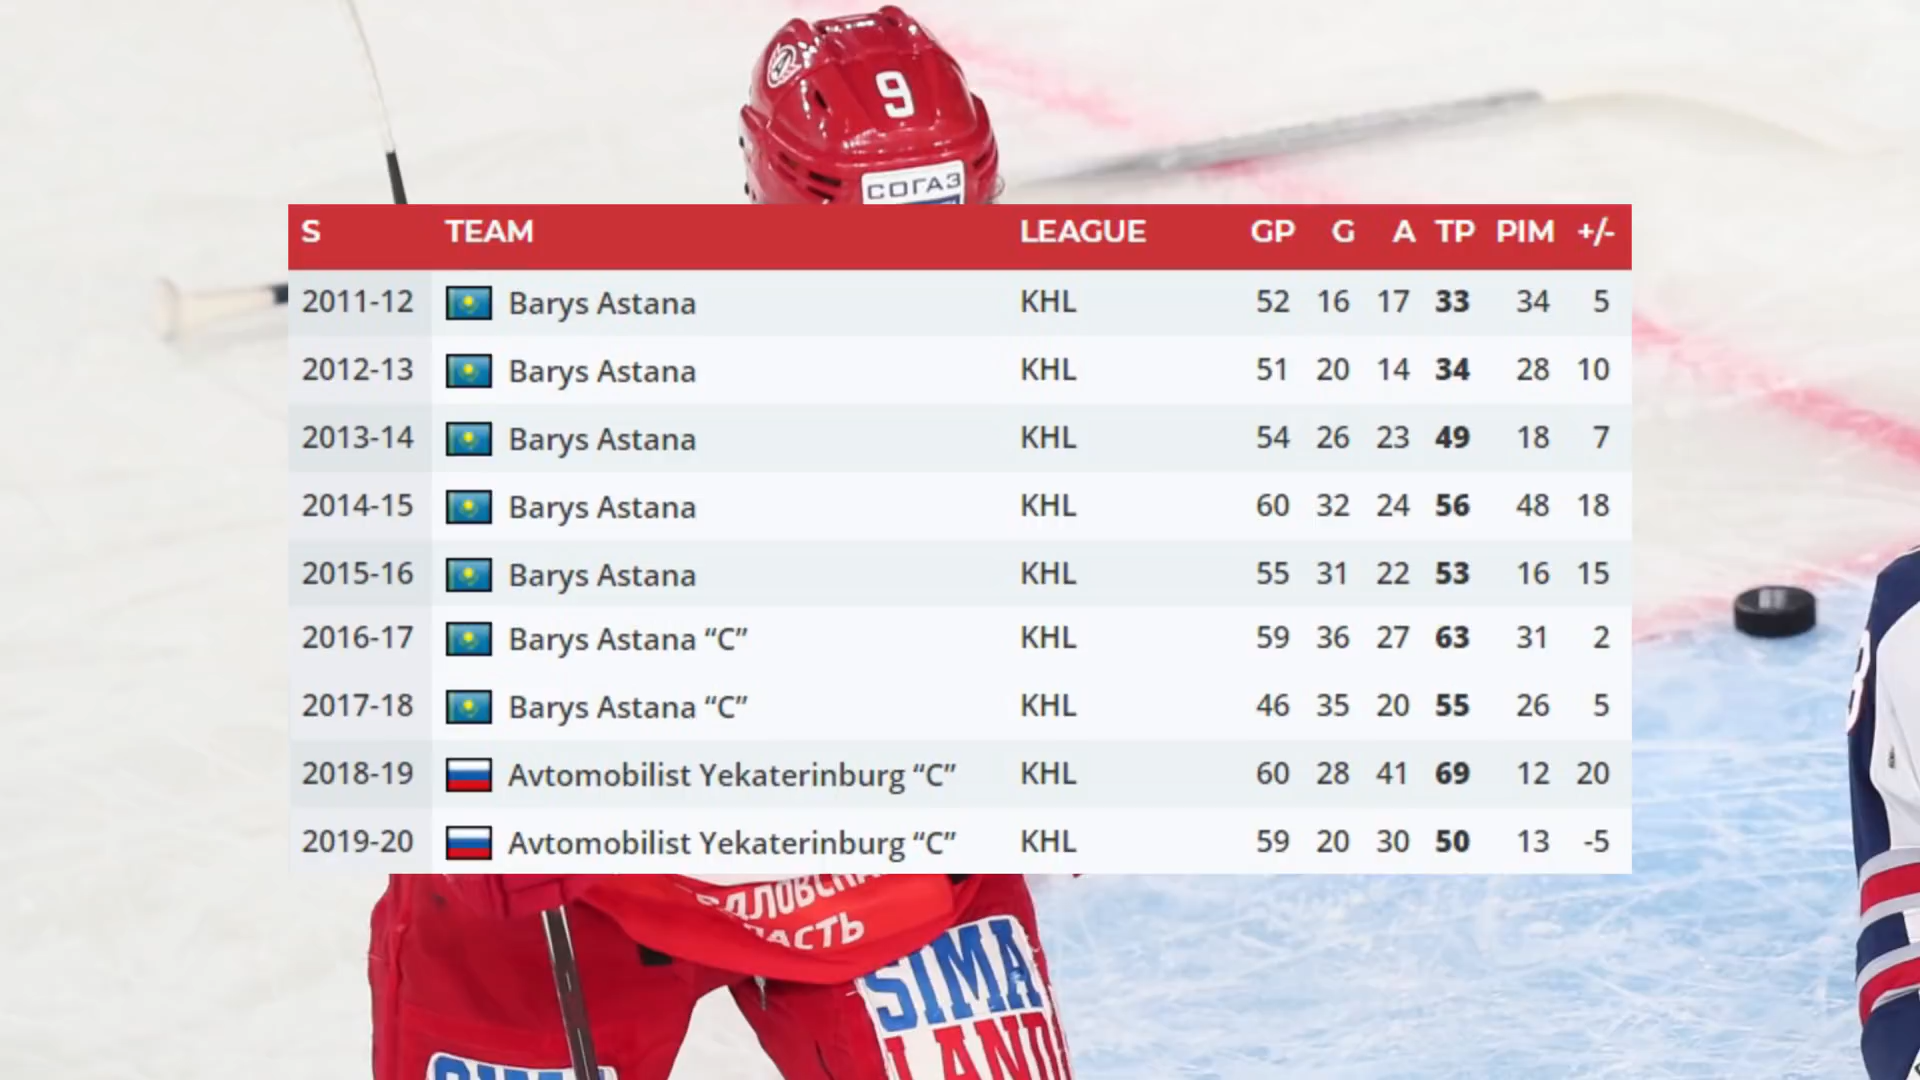 9
СОГАЗ
S TEAM LEAGUE GP G A TP PIM +/-
2011-12 Barys Astana KHL 52 16 17 33 34 5
2012-13 Barys Astana KHL 51 20 14 34 28 10
2013-14 Barys Astana KHL 54 26 23 49 18 7
2014-15 Barys Astana KHL 60 32 24 56 48 18
2015-16 Barys Astana KHL 55 31 22 53 16 15
2016-17 Barys Astana “C” KHL 59 36 27 63 31 2
2017-18 Barys Astana “C” KHL 46 35 20 55 26 5
2018-19 Avtomobilist Yekaterinburg “C” KHL 60 28 41 69 12 20
2019-20 Avtomobilist Yekaterinburg “C” KHL 59 20 30 50 13 -5
SIMA
LAND